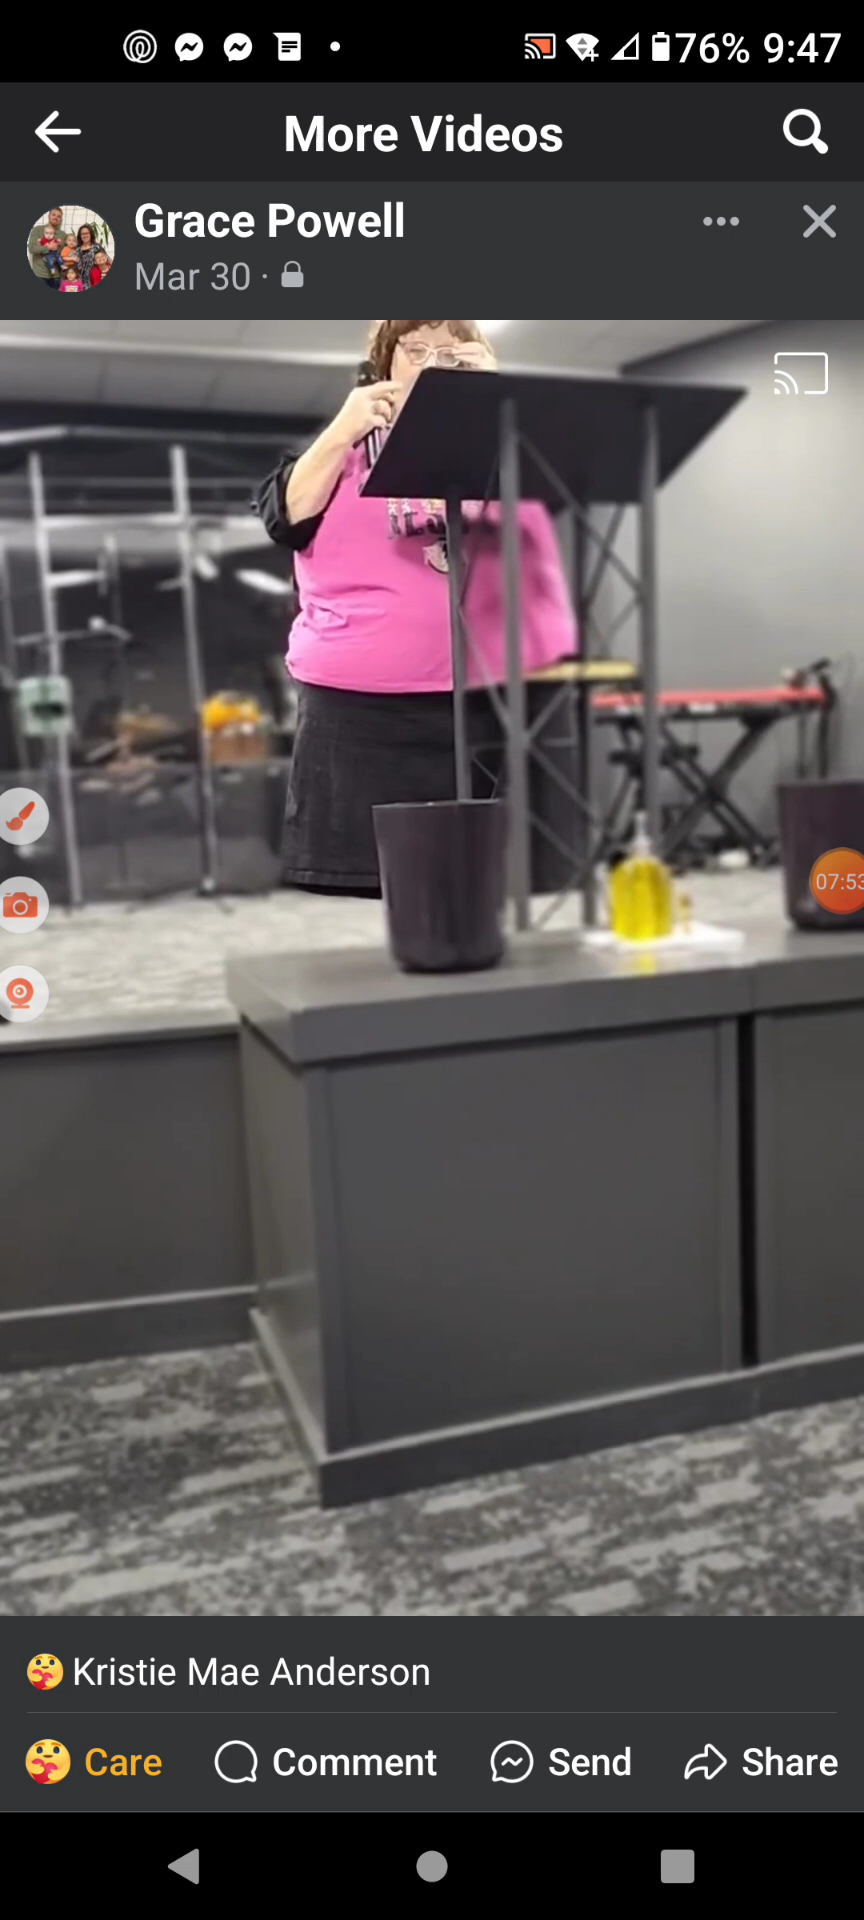 76% 9:47
More Videos
Grace Powell
Mar 30 ·
07:53
Kristie Mae Anderson
Care Comment Send Share